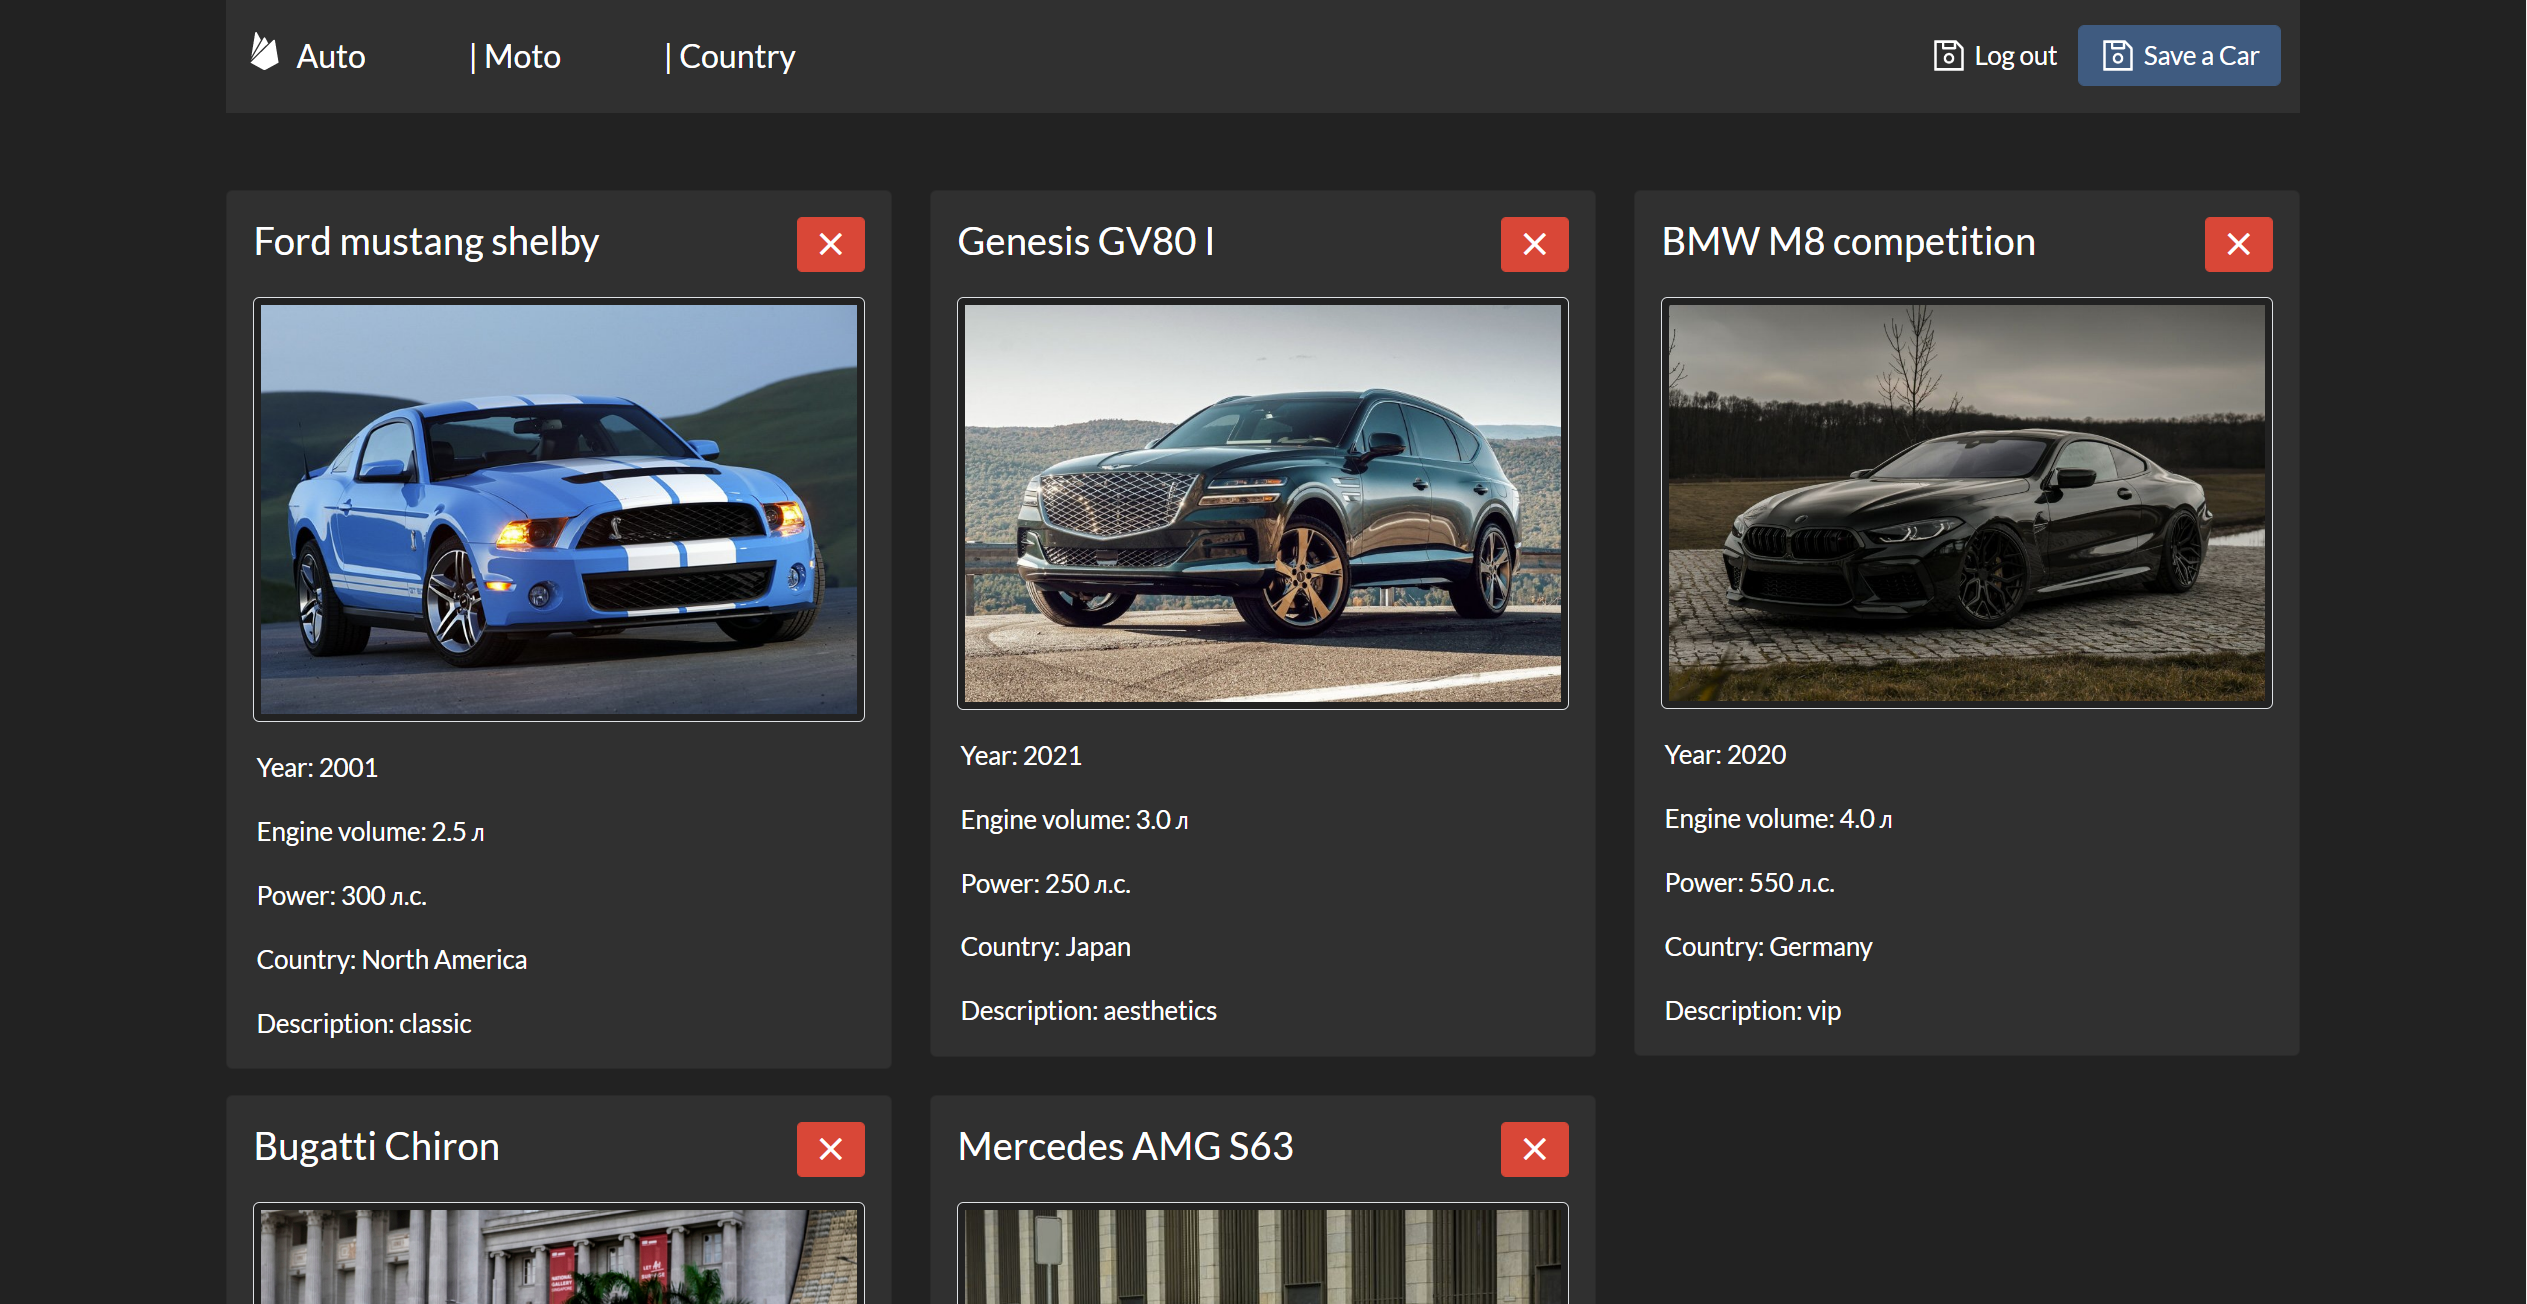 Auto | Moto | Country Log out Save a Car
Ford mustang shelby
Year: 2001
Engine volume: 2.5 л
Power: 300 л.с.
Country: North America
Description: classic
Genesis GV80 I
Year: 2021
Engine volume: 3.0 л
Power: 250 л.с.
Country: Japan
Description: aesthetics
BMW M8 competition
Year: 2020
Engine volume: 4.0 л
Power: 550 л.с.
Country: Germany
Description: vip
Bugatti Chiron
NATIONAL
GALLERY
Mercedes AMG S63